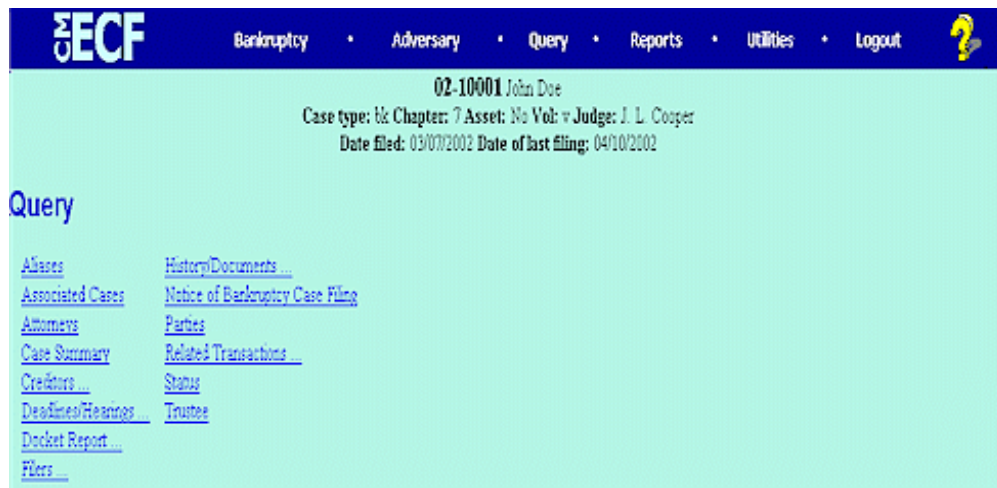 CM ECF Bankruptcy • Adversary • Query • Reports • Utilities • Logout ?
02-10001 John Doe
Case type: bk Chapter: 7 Asset: No Vol: v Judge: J. L. Cooper
Date filed: 03/07/2002 Date of last filing: 04/10/2002
Query
Aliases
Associated Cases
Attorneys
Case Summary
Creditors ...
Deadlines/Hearings ...
Docket Report ...
Filers ...
History/Documents ...
Notice of Bankruptcy Case Filing
Parties
Related Transactions ...
Status
Trustee